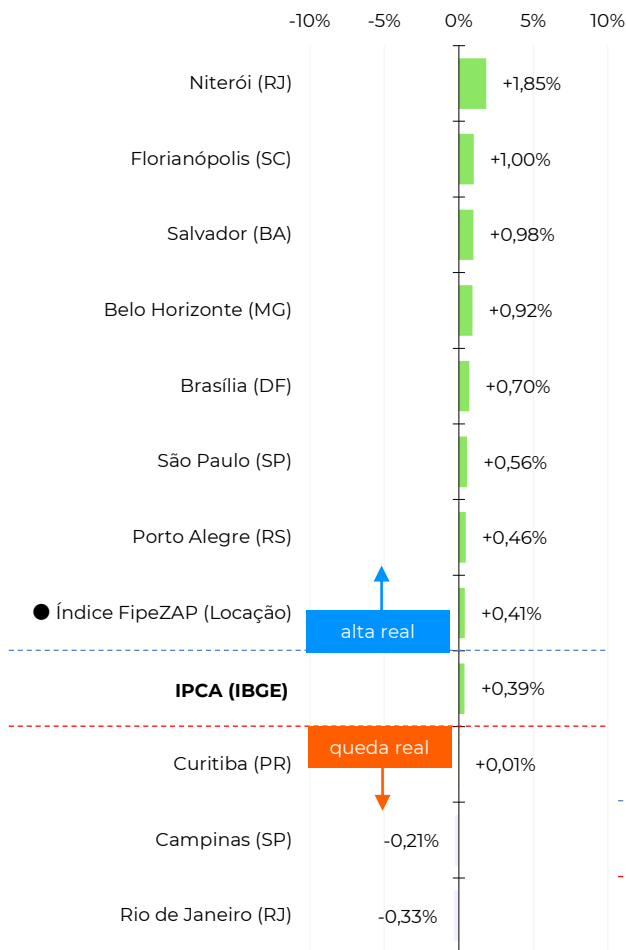 -10% -5% 0% 5% 10%
Niterói (RJ) +1,85%
Florianópolis (SC) +1,00%
Salvador (BA) +0,98%
Belo Horizonte (MG) +0,92%
Brasília (DF) +0,70%
São Paulo (SP) +0,56%
Porto Alegre (RS) +0,46%
Índice FipeZAP (Locação) +0,41%
alta real
IPCA (IBGE) +0,39%
queda real
Curitiba (PR) +0,01%
Campinas (SP) -0,21%
Rio de Janeiro (RJ) -0,33%